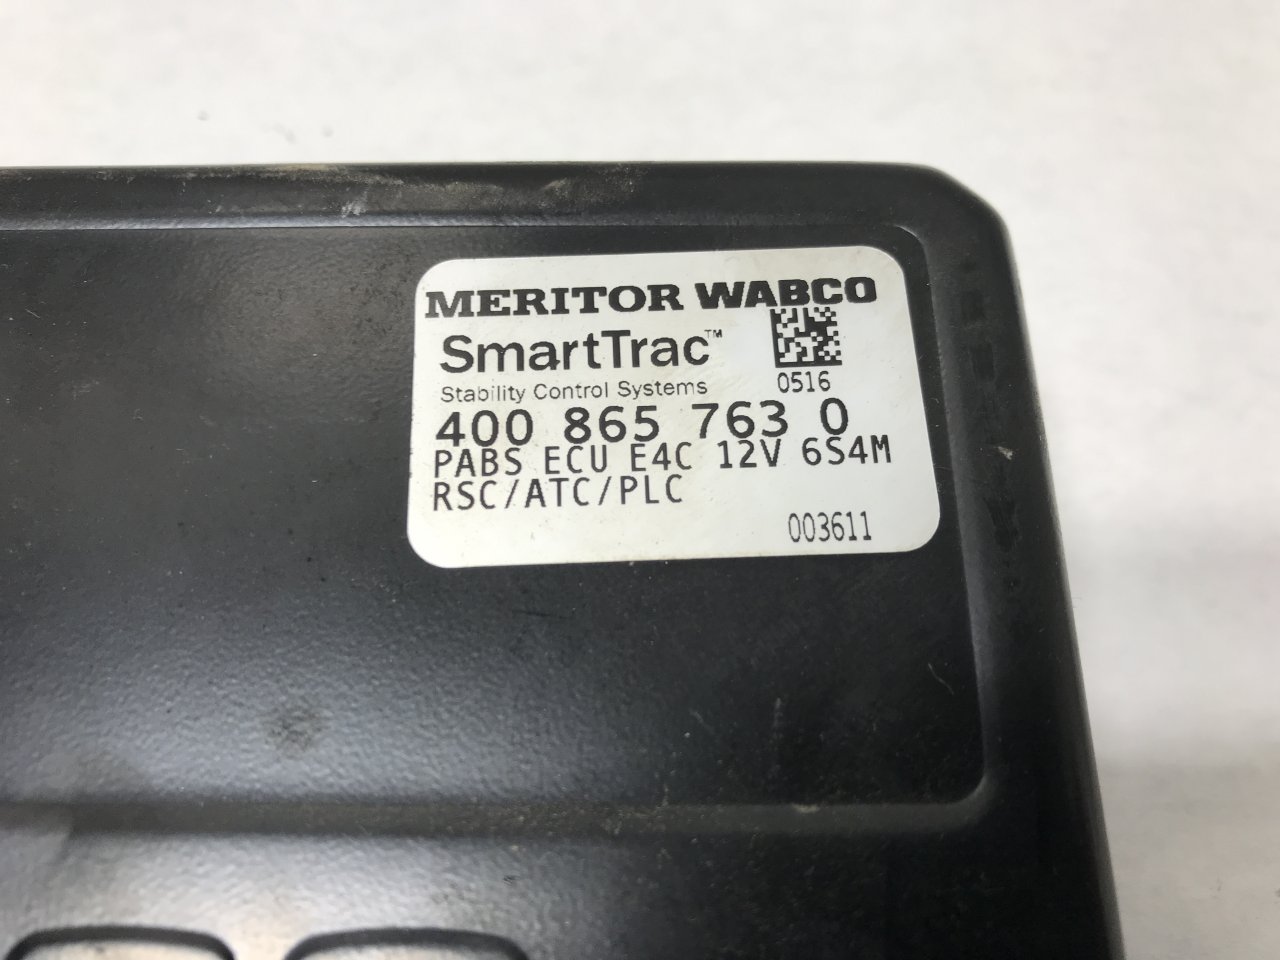 MERITOR WABCO
SmartTrac™
Stability Control Systems
0516
400 865 763 0
PABS ECU E4C 12V 6S4M
RSC/ATC/PLC
003611